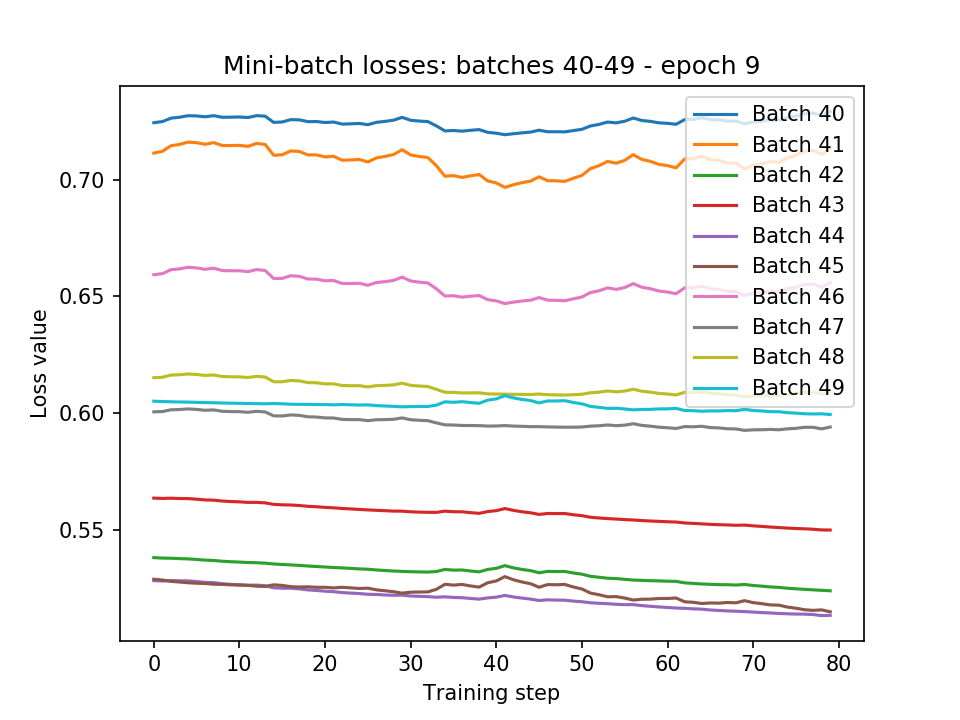 Mini-batch losses: batches 40-49 - epoch 9
Loss value
0.70
0.65
0.60
0.55
Batch 40
Batch 41
Batch 42
Batch 43
Batch 44
Batch 45
Batch 46
Batch 47
Batch 48
Batch 49
0 10 20 30 40 50 60 70 80
Training step